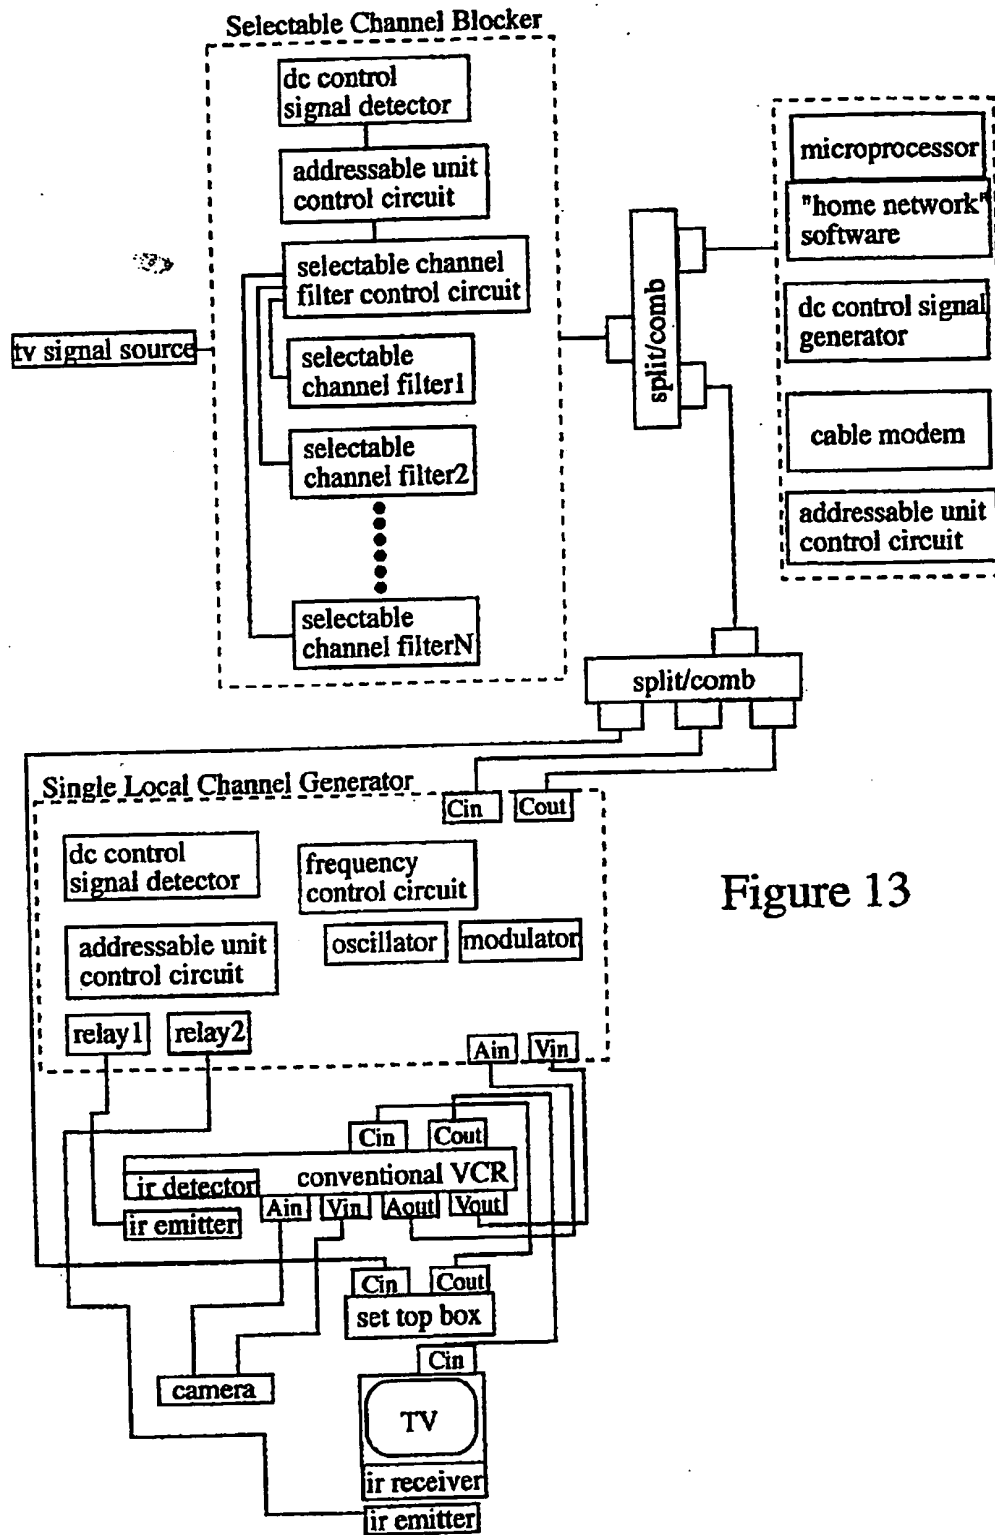 Selectable Channel Blocker
dc control
signal detector
addressable unit
control circuit
selectable channel
filter control circuit
tv signal source
selectable
channel filter1
selectable
channel filter2
selectable
channel filterN
split/comb
microprocessor
"home network"
software
dc control signal
generator
cable modem
addressable unit
control circuit
split/comb
Single Local Channel Generator
Cin
Cout
dc control
signal detector
frequency
control circuit
addressable unit
control circuit
oscillator
modulator
relay1
relay2
Ain
Vin
Figure 13
Cin
Cout
conventional VCR
ir detector
Ain
Vin
Aout
Vout
ir emitter
Cin
Cout
set top box
Cin
camera
TV
ir receiver
ir emitter